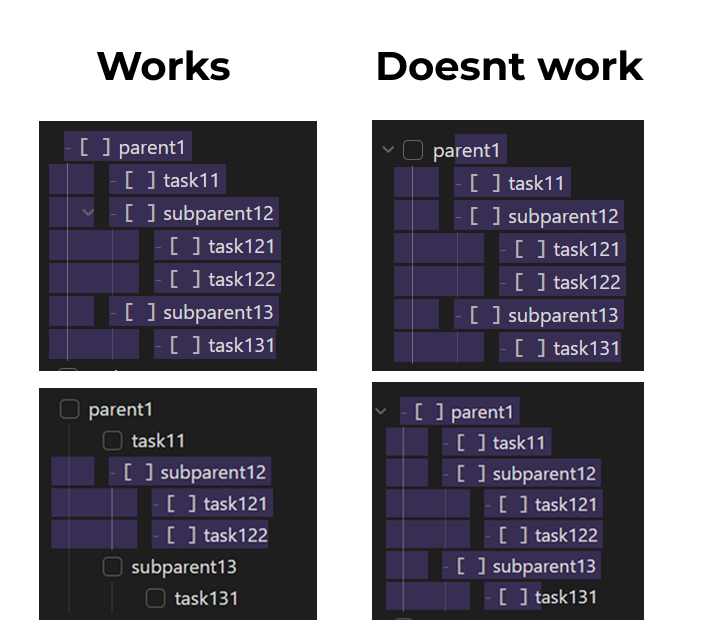 Works
Doesnt work
- [ ] parent1
- [ ] task11
- [ ] subparent12
- [ ] task121
- [ ] task122
- [ ] subparent13
- [ ] task131
parent1
- [ ] task11
- [ ] subparent12
- [ ] task121
- [ ] task122
- [ ] subparent13
- [ ] task131
parent1
task11
- [ ] subparent12
- [ ] task121
- [ ] task122
subparent13
task131
- [ ] parent1
- [ ] task11
- [ ] subparent12
- [ ] task121
- [ ] task122
- [ ] subparent13
- [ ] task131